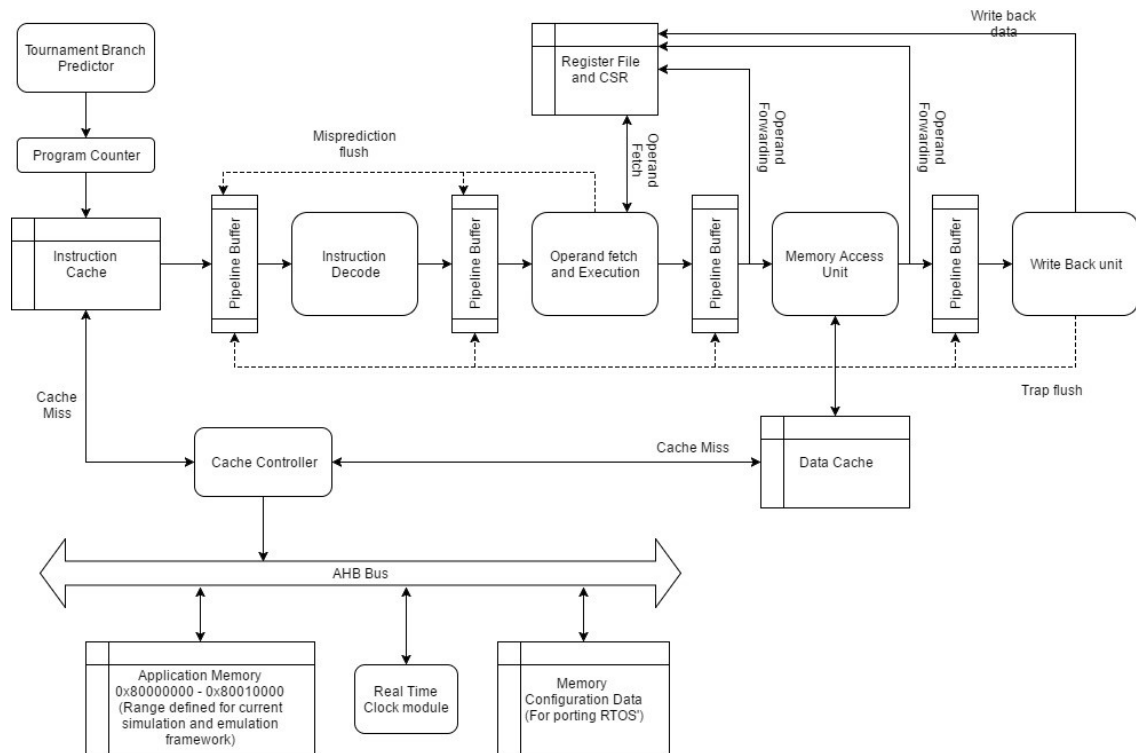 Tournament Branch
Predictor
Program Counter
Instruction
Cache
Pipeline Buffer
Instruction
Decode
Pipeline Buffer
Operand fetch
and Execution
Pipeline Buffer
Memory Access
Unit
Pipeline Buffer
Write Back unit
Register File
and CSR
Write back
data
Misprediction
flush
Operand
Fetch
Operand
Forwarding
Operand
Forwarding
Trap flush
Cache
Miss
Cache Controller
Cache Miss
Data Cache
AHB Bus
Application Memory
0x80000000 - 0x80010000
(Range defined for current
simulation and emulation
framework)
Real Time
Clock module
Memory
Configuration Data
(For porting RTOS')